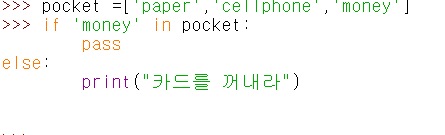 >>> pocket =['paper','cellphone','money']
>>> if 'money' in pocket:
        pass
else:
        print("카드를 꺼내라")